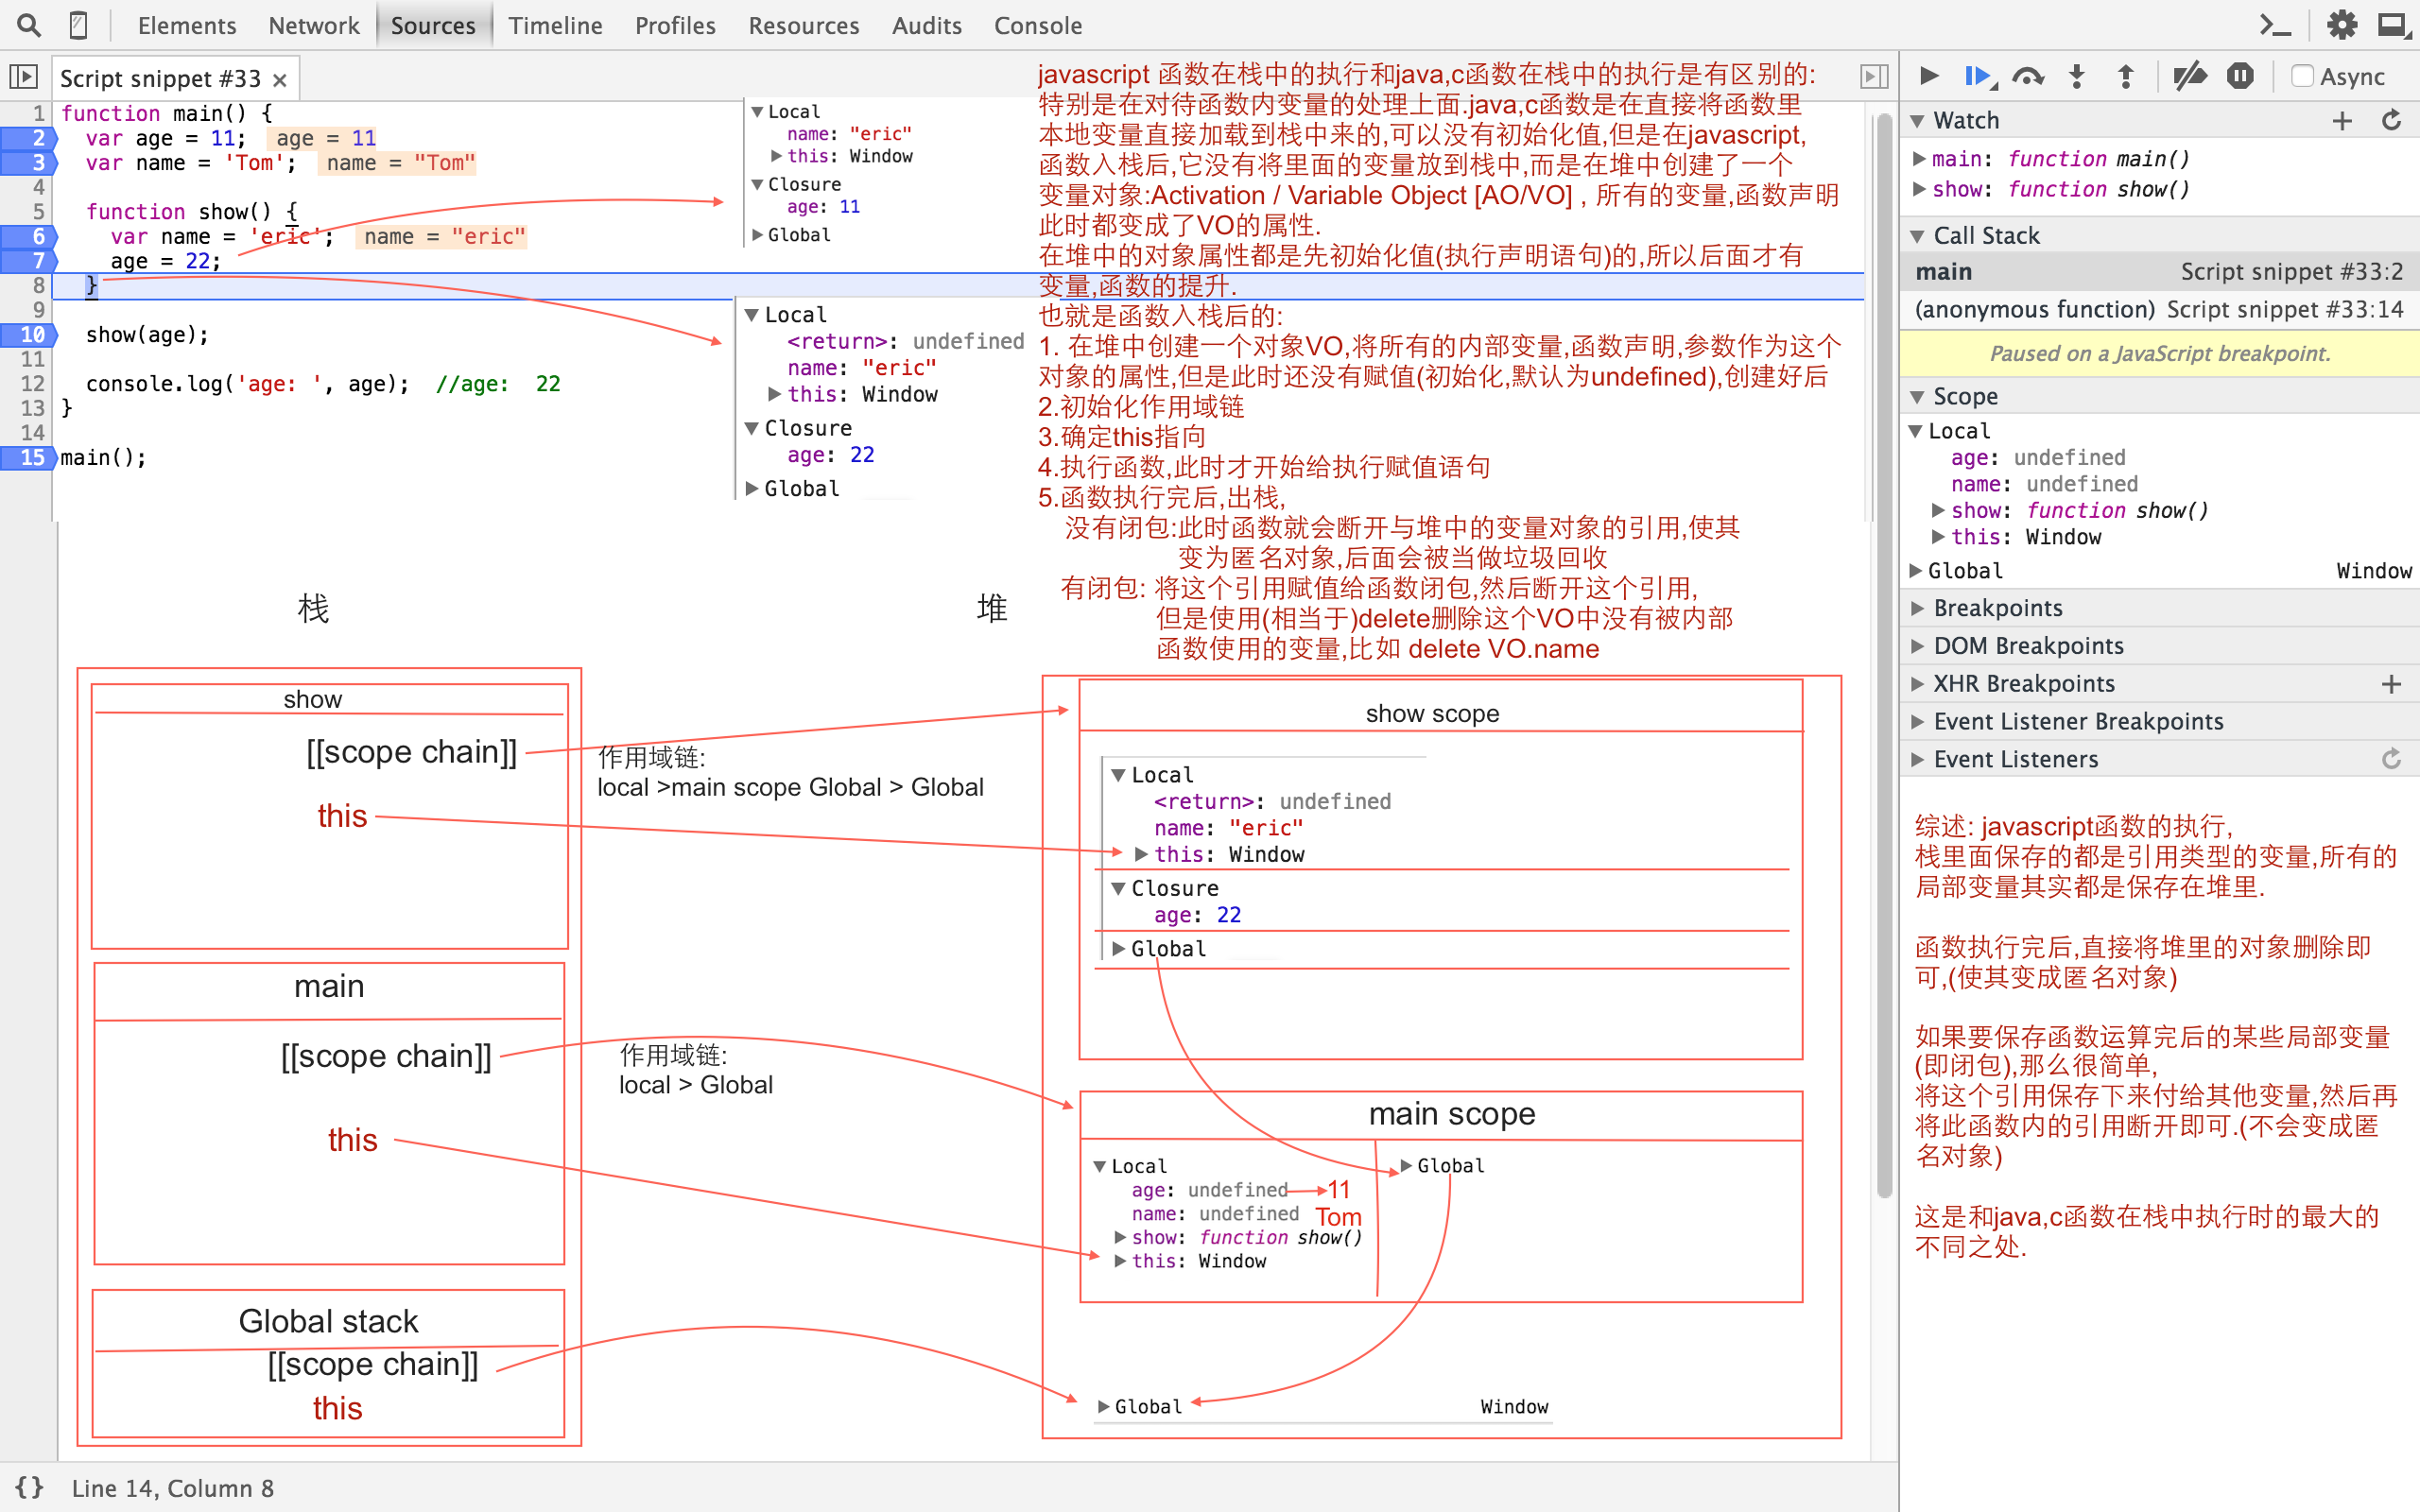 Elements Network Sources Timeline Profiles Resources Audits Console
Script snippet #33 ×
1 function main() {
2 var age = 11; age = 11
3 var name = 'Tom'; name = "Tom"
4
5 function show() {
6 var name = 'eric'; name = "eric"
7 age = 22;
8 }
9
10 show(age);
11
12 console.log('age: ', age); //age: 22
13 }
14
15 main();
▼Local
name: "eric"
▶this: Window
▼Closure
age: 11
▶Global
▼Local
<return>: undefined
name: "eric"
▶this: Window
▼Closure
age: 22
▶Global
javascript 函数在栈中的执行和java,c函数在栈中的执行是有区别的:
特别是在对待函数内变量的处理上面.java,c函数是在直接将函数里
本地变量直接加载到栈中来的,可以没有初始化值,但是在javascript,
函数入栈后,它没有将里面的变量放到栈中,而是在堆中创建了一个
变量对象:Activation / Variable Object [AO/VO] , 所有的变量,函数声明
此时都变成了VO的属性.
在堆中的对象属性都是先初始化值(执行声明语句)的,所以后面才有
变量,函数的提升.
也就是函数入栈后的:
1. 在堆中创建一个对象VO,将所有的内部变量,函数声明,参数作为这个
对象的属性,但是此时还没有赋值(初始化,默认为undefined),创建好后
2.初始化作用域链
3.确定this指向
4.执行函数,此时才开始给执行赋值语句
5.函数执行完后,出栈,
没有闭包:此时函数就会断开与堆中的变量对象的引用,使其
变为匿名对象,后面会被当做垃圾回收
有闭包: 将这个引用赋值给函数闭包,然后断开这个引用,
但是使用(相当于)delete删除这个VO中没有被内部
函数使用的变量,比如 delete VO.name
栈
堆
show
[[scope chain]]
this
作用域链:
local >main scope Global > Global
main
[[scope chain]]
this
作用域链:
local > Global
Global stack
[[scope chain]]
this
show scope
▼Local
<return>: undefined
name: "eric"
▶this: Window
▼Closure
age: 22
▶Global
main scope
▼Local
age: undefined 11
name: undefined Tom
▶show: function show()
▶this: Window
▶Global
▶Global Window
{} Line 14, Column 8
Async
▼Watch
▶main: function main()
▶show: function show()
▼Call Stack
main Script snippet #33:2
(anonymous function) Script snippet #33:14
Paused on a JavaScript breakpoint.
▼Scope
▼Local
age: undefined
name: undefined
▶show: function show()
▶this: Window
▶Global Window
▶Breakpoints
▶DOM Breakpoints
▶XHR Breakpoints
▶Event Listener Breakpoints
▶Event Listeners
综述: javascript函数的执行,
栈里面保存的都是引用类型的变量,所有的
局部变量其实都是保存在堆里.
函数执行完后,直接将堆里的对象删除即
可,(使其变成匿名对象)
如果要保存函数运算完后的某些局部变量
(即闭包),那么很简单,
将这个引用保存下来付给其他变量,然后再
将此函数内的引用断开即可.(不会变成匿
名对象)
这是和java,c函数在栈中执行时的最大的
不同之处.